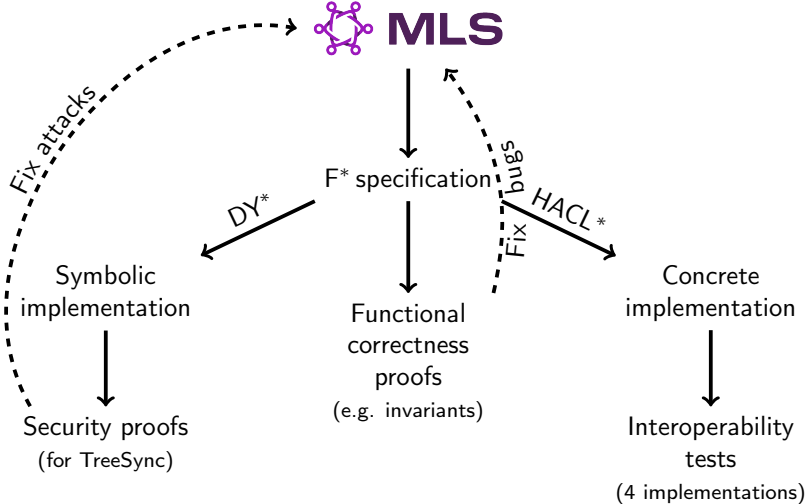 MLS
Fix attacks
F* specification
Fix bugs
DY*
HACL*
Symbolic
implementation
Functional
correctness
proofs
(e.g. invariants)
Concrete
implementation
Security proofs
(for TreeSync)
Interoperability
tests
(4 implementations)